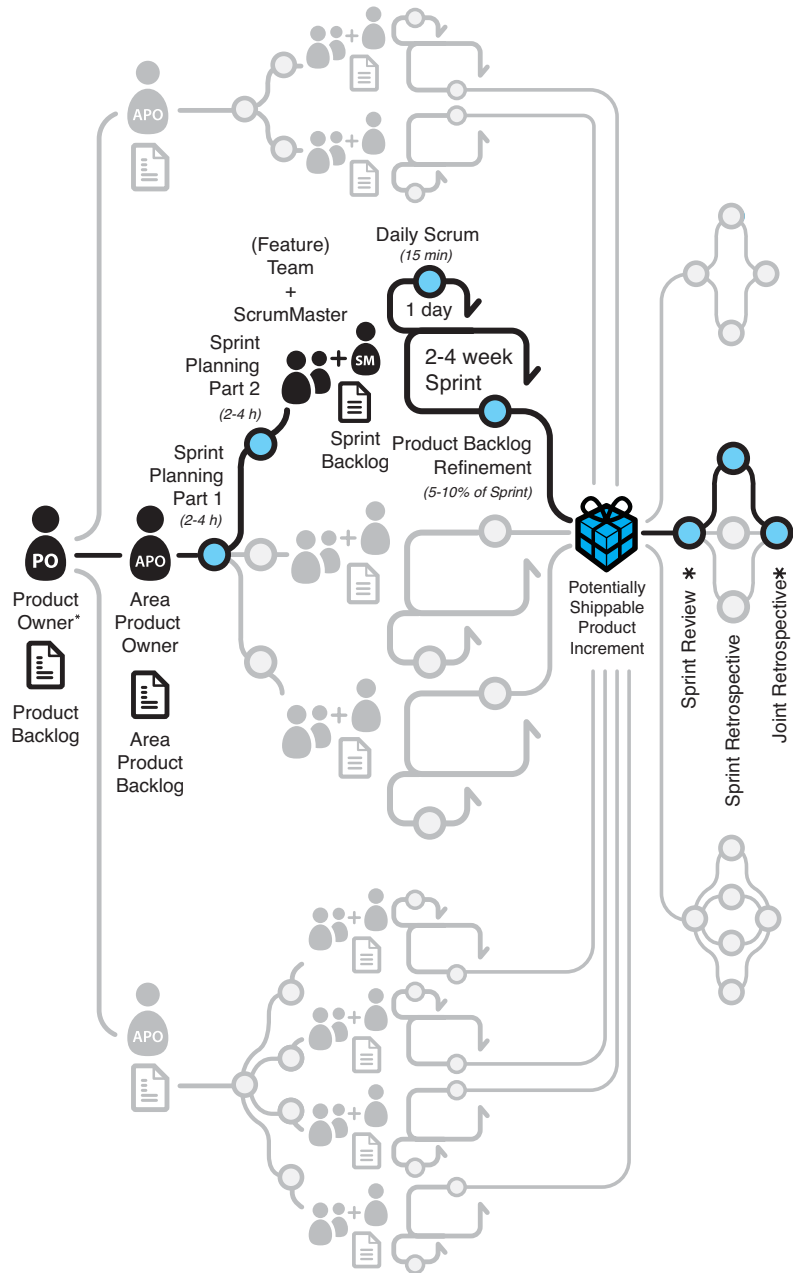 APO
(Feature)
Team
+
ScrumMaster
Daily Scrum
(15 min)
1 day
Sprint
Planning
Part 2
(2-4 h)
+
SM
Sprint
Backlog
2-4 week
Sprint
Product Backlog
Refinement
(5-10% of Sprint)
Sprint
Planning
Part 1
(2-4 h)
PO
Product
Owner*
Product
Backlog
APO
Area
Product
Owner
Area
Product
Backlog
Potentially
Shippable
Product
Increment
Sprint Review *
Sprint Retrospective
Joint Retrospective*
APO